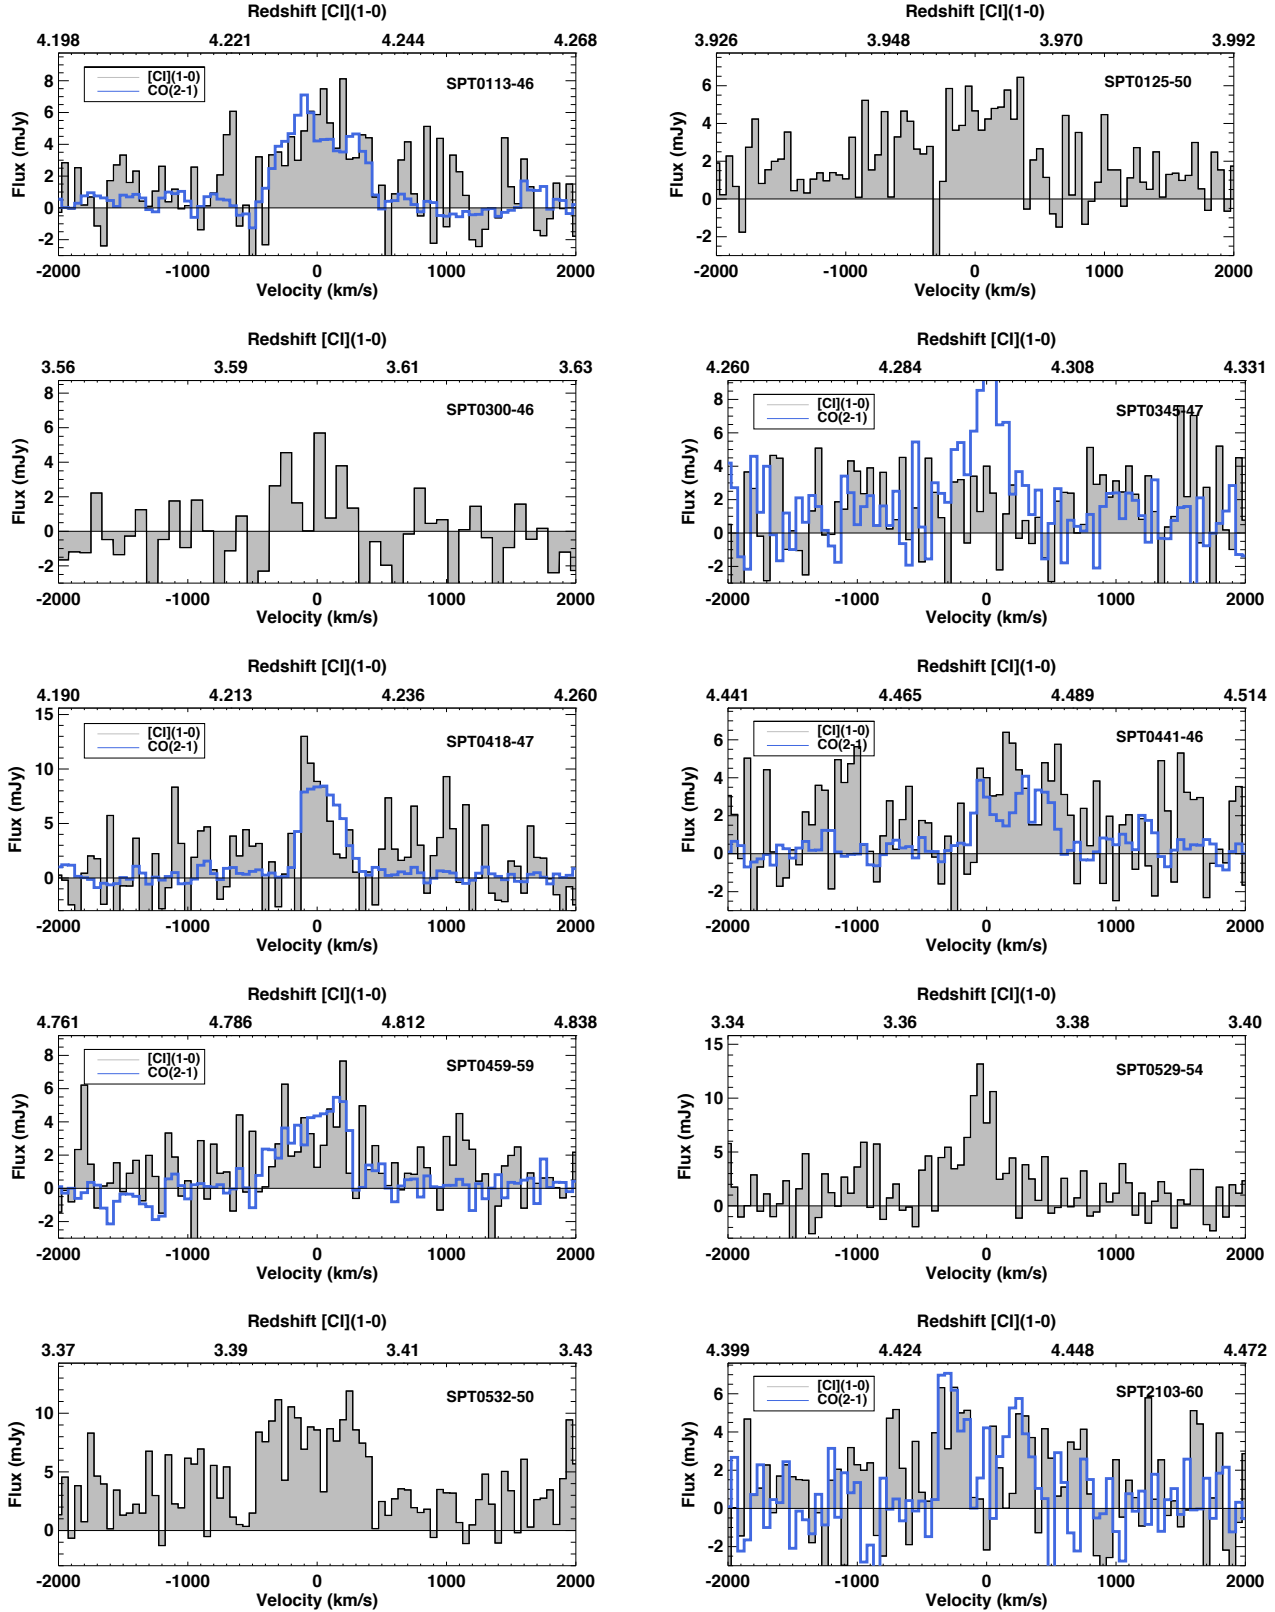 Redshift [CI](1-0)
4.198 4.221 4.244 4.268
[CI](1-0)
CO(2-1)
SPT0113-46
Flux (mJy)
8
6
4
2
0
-2
-2000 -1000 0 1000 2000
Velocity (km/s)
Redshift [CI](1-0)
3.926 3.948 3.970 3.992
SPT0125-50
Flux (mJy)
6
4
2
0
-2
-2000 -1000 0 1000 2000
Velocity (km/s)
Redshift [CI](1-0)
3.56 3.59 3.61 3.63
SPT0300-46
Flux (mJy)
8
6
4
2
0
-2
-2000 -1000 0 1000 2000
Velocity (km/s)
Redshift [CI](1-0)
4.260 4.284 4.308 4.331
[CI](1-0)
CO(2-1)
SPT0345-47
Flux (mJy)
8
6
4
2
0
-2
-2000 -1000 0 1000 2000
Velocity (km/s)
Redshift [CI](1-0)
4.190 4.213 4.236 4.260
[CI](1-0)
CO(2-1)
SPT0418-47
Flux (mJy)
15
10
5
0
-2000 -1000 0 1000 2000
Velocity (km/s)
Redshift [CI](1-0)
4.441 4.465 4.489 4.514
[CI](1-0)
CO(2-1)
SPT0441-46
Flux (mJy)
6
4
2
0
-2
-2000 -1000 0 1000 2000
Velocity (km/s)
Redshift [CI](1-0)
4.761 4.786 4.812 4.838
[CI](1-0)
CO(2-1)
SPT0459-59
Flux (mJy)
8
6
4
2
0
-2
-2000 -1000 0 1000 2000
Velocity (km/s)
Redshift [CI](1-0)
3.34 3.36 3.38 3.40
SPT0529-54
Flux (mJy)
15
10
5
0
-2000 -1000 0 1000 2000
Velocity (km/s)
Redshift [CI](1-0)
3.37 3.39 3.41 3.43
SPT0532-50
Flux (mJy)
10
5
0
-2000 -1000 0 1000 2000
Velocity (km/s)
Redshift [CI](1-0)
4.399 4.424 4.448 4.472
[CI](1-0)
CO(2-1)
SPT2103-60
Flux (mJy)
6
4
2
0
-2
-2000 -1000 0 1000 2000
Velocity (km/s)